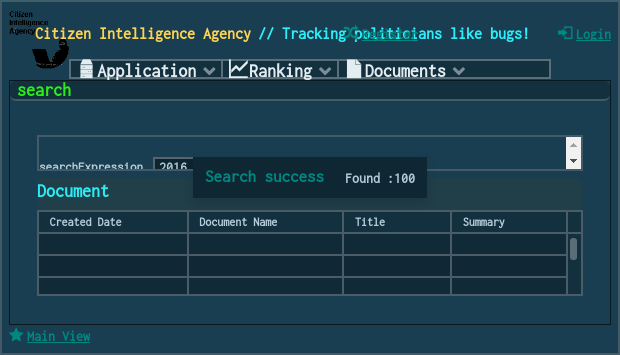 Citizen
Intelligence
Agency
Citizen Intelligence Agency // Tracking politicians like bugs!
Register
Login
Application
Ranking
Documents
search
searchExpression 2016
Search success Found :100
Document
Created Date Document Name Title Summary
Main View